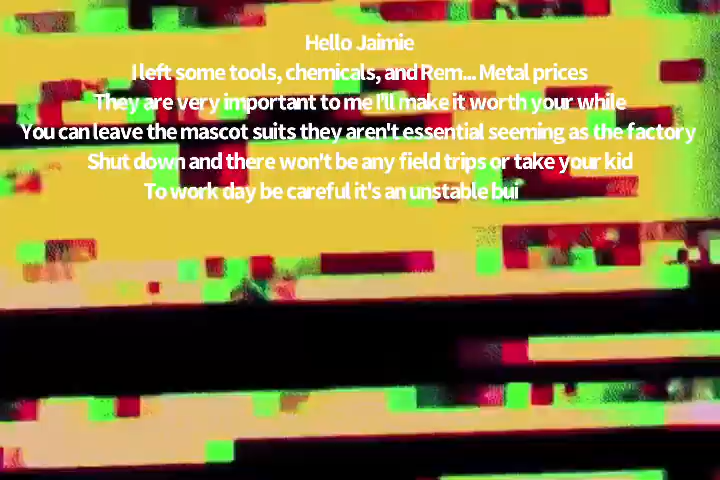 Hello Jaimie
I left some tools, chemicals, and Rem... Metal prices
They are very important to me I'll make it worth your while
You can leave the mascot suits they aren't essential seeming as the factory
Shut down and there won't be any field trips or take your kid
To work day be careful it's an unstable bui